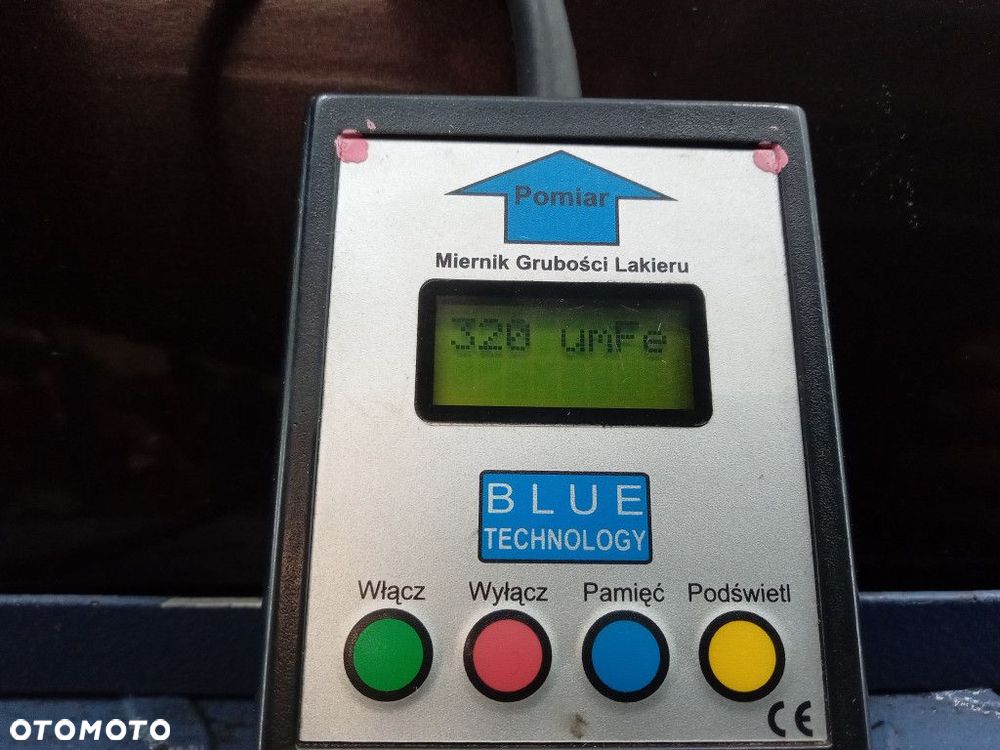 Pomiar
Miernik Grubości Lakieru
320 umFe
BLUE
TECHNOLOGY
Włącz Wyłącz Pamięć Podświetl
CE
OTOMOTO